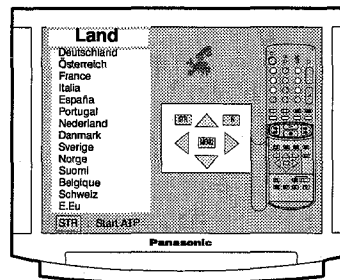 Land
Deutschland
Österreich
France
Italia
España
Portugal
Nederland
Danmark
Sverige
Norge
Suomi
Belgique
Schweiz
E.Eu
STR : Start ATP
STR
Panasonic